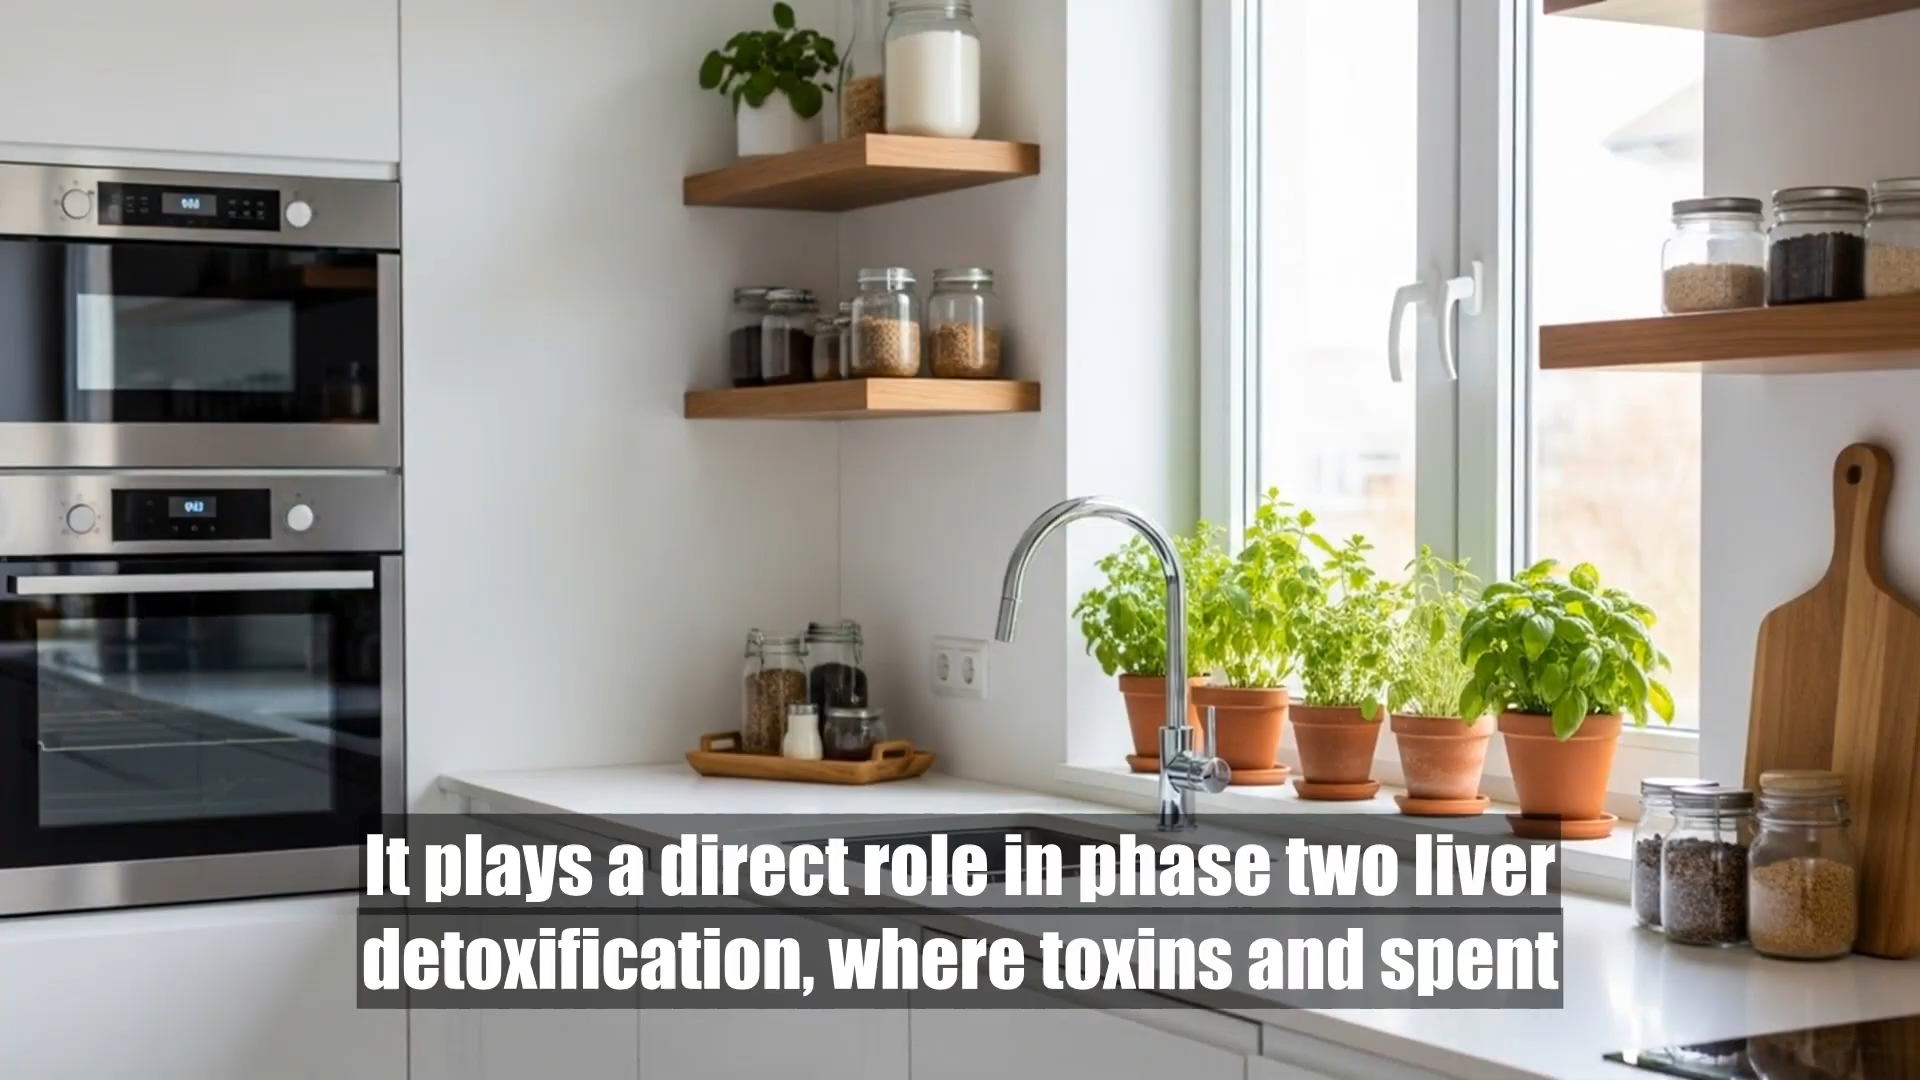 It plays a direct role in phase two liver
detoxification, where toxins and spent